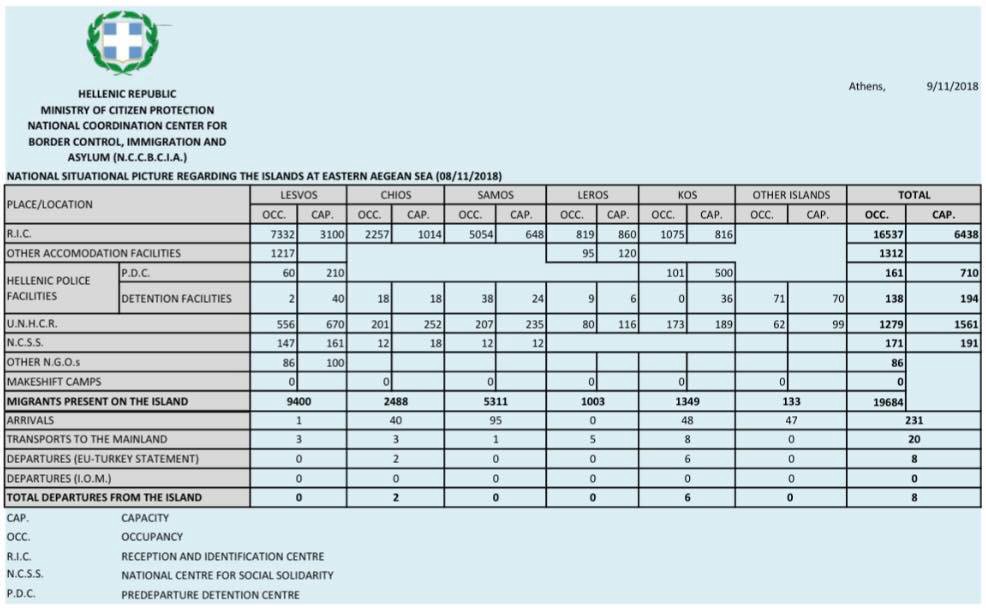 HELLENIC REPUBLIC
MINISTRY OF CITIZEN PROTECTION
NATIONAL COORDINATION CENTER FOR
BORDER CONTROL, IMMIGRATION AND
ASYLUM (N.C.C.B.C.I.A.)
Athens, 9/11/2018
NATIONAL SITUATIONAL PICTURE REGARDING THE ISLANDS AT EASTERN AEGEAN SEA (08/11/2018)
PLACE/LOCATION LESVOS CHIOS SAMOS LEROS KOS OTHER ISLANDS TOTAL
OCC. CAP. OCC. CAP. OCC. CAP. OCC. CAP. OCC. CAP. OCC. CAP. OCC. CAP.
R.I.C. 7332 3100 2257 1014 5054 648 819 860 1075 816 16537 6438
OTHER ACCOMODATION FACILITIES 1217 95 120 1312
HELLENIC POLICE FACILITIES P.D.C. 60 210 101 500 161 710
DETENTION FACILITIES 2 40 18 18 38 24 9 6 0 36 71 70 138 194
U.N.H.C.R. 556 670 201 252 207 235 80 116 173 189 62 99 1279 1561
N.C.S.S. 147 161 12 18 12 12 171 191
OTHER N.G.O.s 86 100 86
MAKESHIFT CAMPS 0 0 0 0 0 0 0
MIGRANTS PRESENT ON THE ISLAND 9400 2488 5311 1003 1349 133 19684
ARRIVALS 1 40 95 0 48 47 231
TRANSPORTS TO THE MAINLAND 3 3 1 5 8 0 20
DEPARTURES (EU-TURKEY STATEMENT) 0 2 0 0 6 0 8
DEPARTURES (I.O.M.) 0 0 0 0 0 0 0
TOTAL DEPARTURES FROM THE ISLAND 0 2 0 0 6 0 8
CAP. CAPACITY
OCC. OCCUPANCY
R.I.C. RECEPTION AND IDENTIFICATION CENTRE
N.C.S.S. NATIONAL CENTRE FOR SOCIAL SOLIDARITY
P.D.C. PREDEPARTURE DETENTION CENTRE